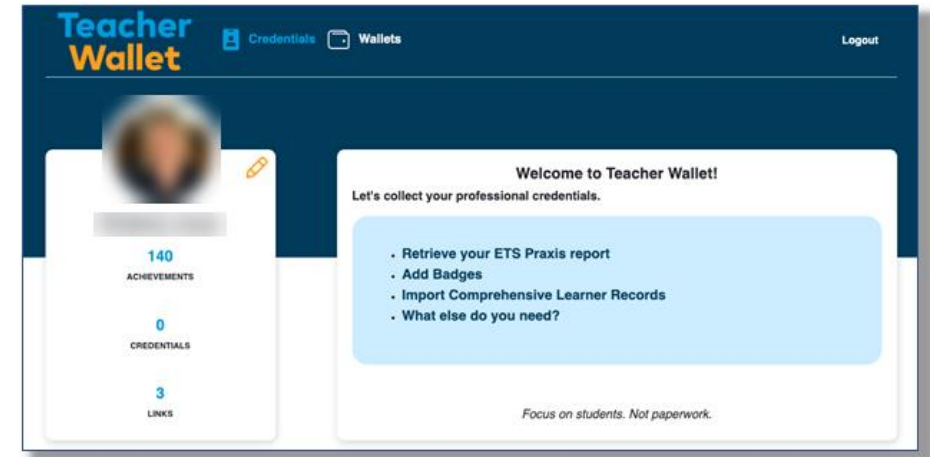 Teacher
Wallet
Credentials
Wallets
Logout
140
ACHIEVEMENTS
0
CREDENTIALS
3
LINKS
Welcome to Teacher Wallet!
Let's collect your professional credentials.
• Retrieve your ETS Praxis report
• Add Badges
• Import Comprehensive Learner Records
• What else do you need?
Focus on students. Not paperwork.